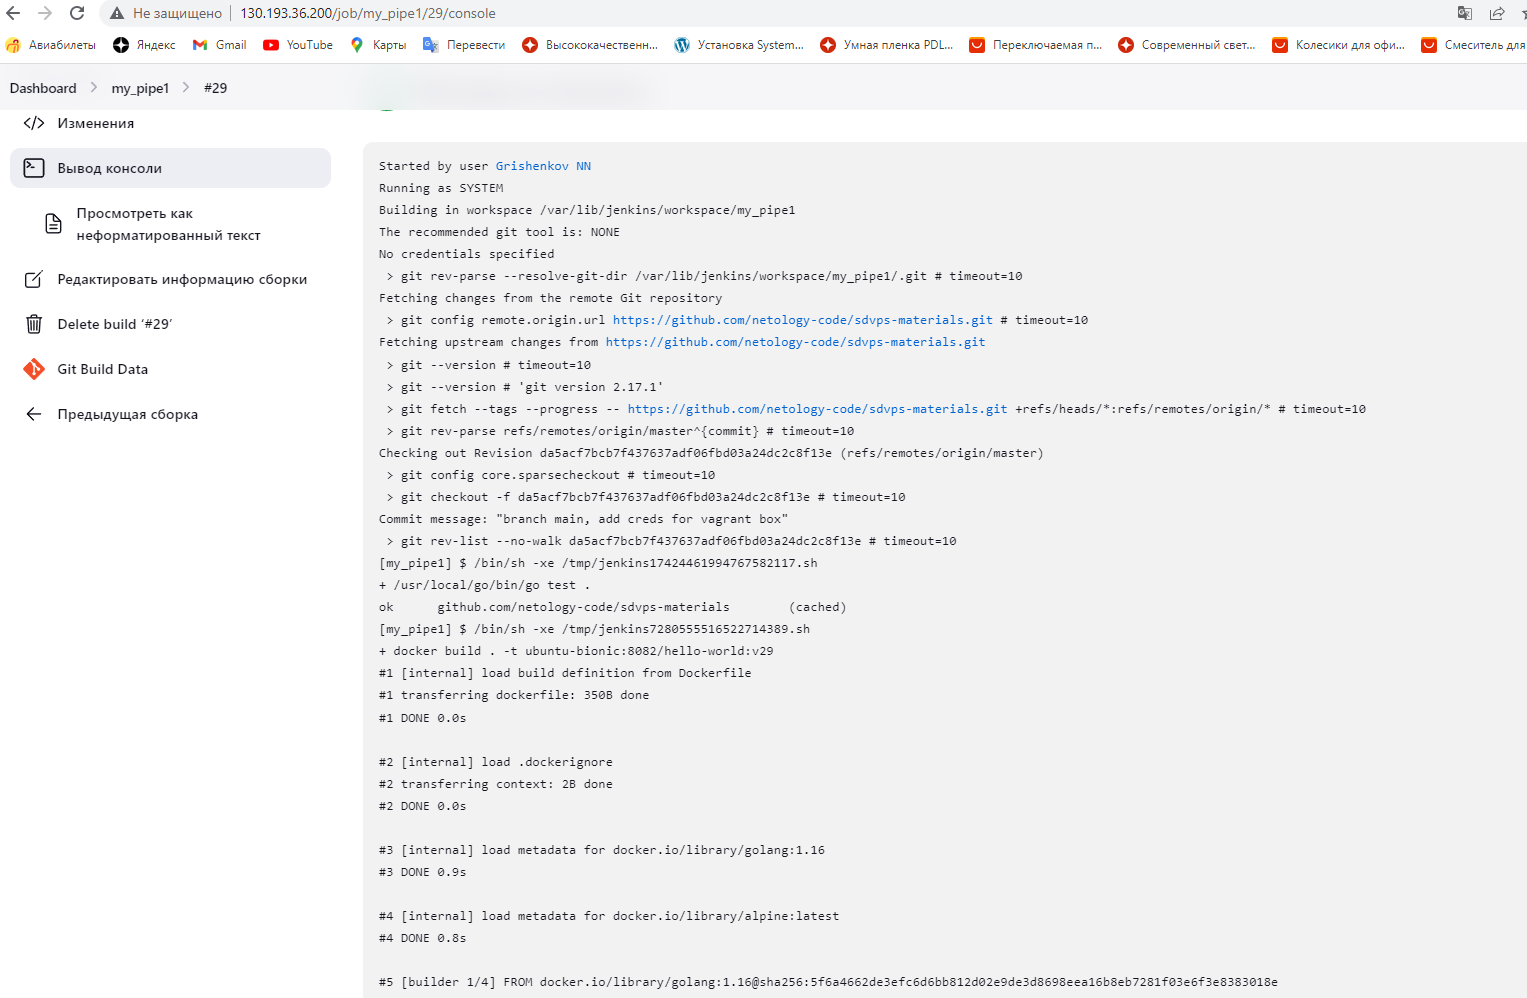 Не защищено 130.193.36.200/job/my_pipe1/29/console
Авиабилеты Яндекс Gmail YouTube Карты Перевести Высококачественн... Установка System... Умная пленка PDL... Переключаемая п... Современный свет... Колесики для офи... Смеситель для
Dashboard my_pipe1 #29
Изменения
Вывод консоли
Просмотреть как
неформатированный текст
Редактировать информацию сборки
Delete build ‘#29’
Git Build Data
Предыдущая сборка
Started by user Grishenkov NN
Running as SYSTEM
Building in workspace /var/lib/jenkins/workspace/my_pipe1
The recommended git tool is: NONE
No credentials specified
> git rev-parse --resolve-git-dir /var/lib/jenkins/workspace/my_pipe1/.git # timeout=10
Fetching changes from the remote Git repository
> git config remote.origin.url https://github.com/netology-code/sdvps-materials.git # timeout=10
Fetching upstream changes from https://github.com/netology-code/sdvps-materials.git
> git --version # timeout=10
> git --version # 'git version 2.17.1'
> git fetch --tags --progress -- https://github.com/netology-code/sdvps-materials.git +refs/heads/*:refs/remotes/origin/* # timeout=10
> git rev-parse refs/remotes/origin/master^{commit} # timeout=10
Checking out Revision da5acf7bcb7f437637adf06fbd03a24dc2c8f13e (refs/remotes/origin/master)
> git config core.sparsecheckout # timeout=10
> git checkout -f da5acf7bcb7f437637adf06fbd03a24dc2c8f13e # timeout=10
Commit message: "branch main, add creds for vagrant box"
> git rev-list --no-walk da5acf7bcb7f437637adf06fbd03a24dc2c8f13e # timeout=10
[my_pipe1] $ /bin/sh -xe /tmp/jenkins17424461994767582117.sh
+ /usr/local/go/bin/go test .
ok github.com/netology-code/sdvps-materials (cached)
[my_pipe1] $ /bin/sh -xe /tmp/jenkins7280555516522714389.sh
+ docker build . -t ubuntu-bionic:8082/hello-world:v29
#1 [internal] load build definition from Dockerfile
#1 transferring dockerfile: 350B done
#1 DONE 0.0s
#2 [internal] load .dockerignore
#2 transferring context: 2B done
#2 DONE 0.0s
#3 [internal] load metadata for docker.io/library/golang:1.16
#3 DONE 0.9s
#4 [internal] load metadata for docker.io/library/alpine:latest
#4 DONE 0.8s
#5 [builder 1/4] FROM docker.io/library/golang:1.16@sha256:5f6a4662de3efc6d6bb812d02e9de3d8698eea16b8eb7281f03e6f3e8383018e